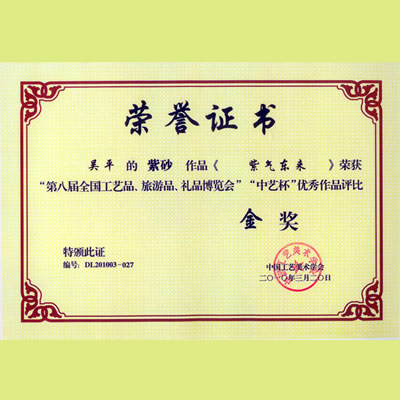 荣誉证书
吴平 的 紫砂 作品《 紫气东来 》荣获
“第八届全国工艺品、旅游品、礼品博览会”“中艺杯”优秀作品评比
金奖
特颁此证
编号：DL201003-027
中国工艺美术学会
二〇一〇年三月二〇日